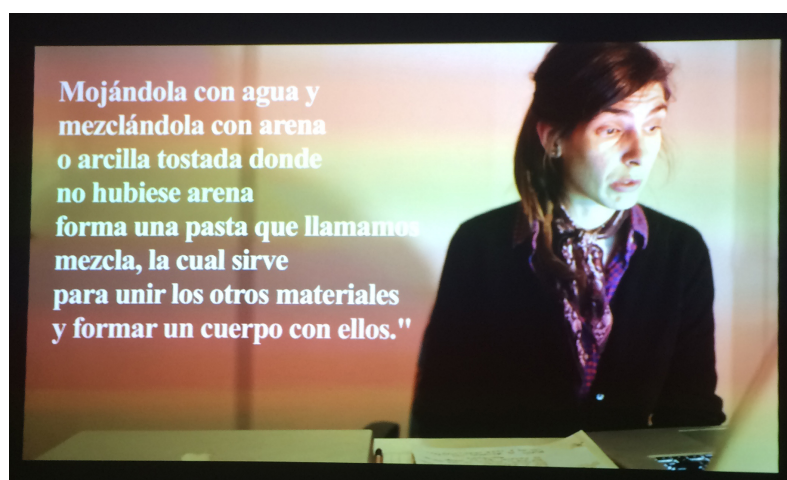 Mojándola con agua y
mezclándola con arena
o arcilla tostada donde
no hubiese arena
forma una pasta que llamamos
mezcla, la cual sirve
para unir los otros materiales
y formar un cuerpo con ellos."